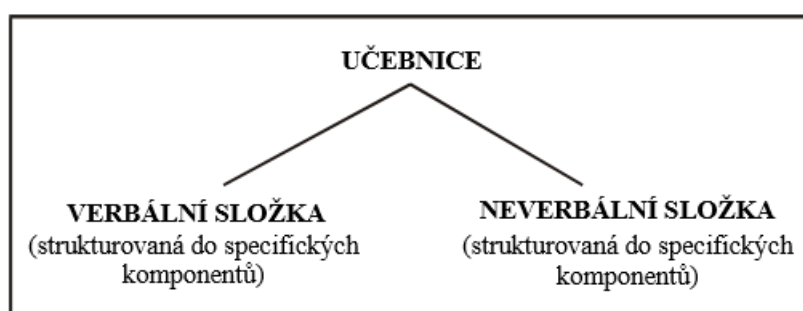 UČEBNICE
VERBÁLNÍ SLOŽKA
(strukturovaná do specifických
komponentů)
NEVERBÁLNÍ SLOŽKA
(strukturovaná do specifických
komponentů)